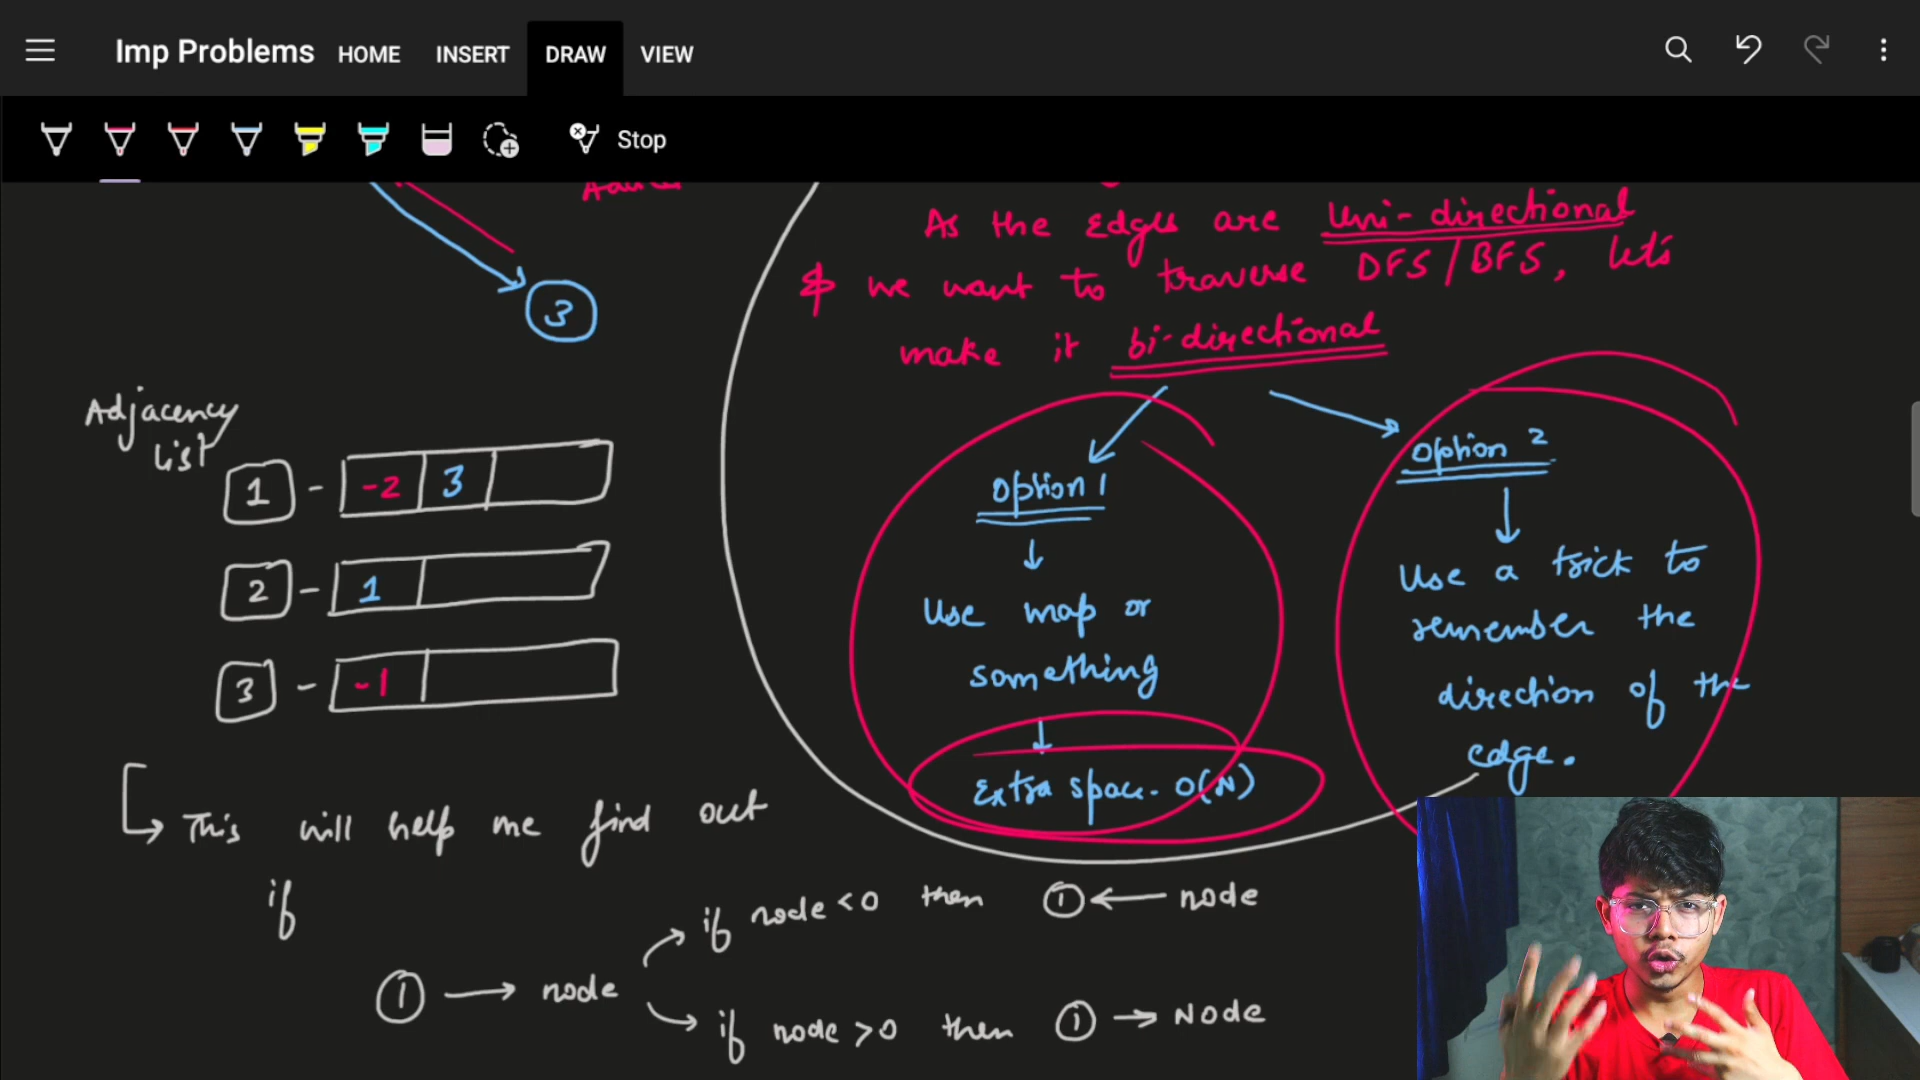 Imp Problems HOME INSERT DRAW VIEW
Stop
As the Edges are Uni-directional
& we want to traverse DFS/BFS, let's
make it bi-directional
3
Adjacency
List
1 - -2 3
2 - 1
3 - -1
Option 1
Use map or
something
Extra space - O(N)
Option 2
Use a trick to
remember the
direction of the
edge.
This will help me find out
if
1 → node
if node < 0 then 1 ← node
if node > 0 then 1 → Node